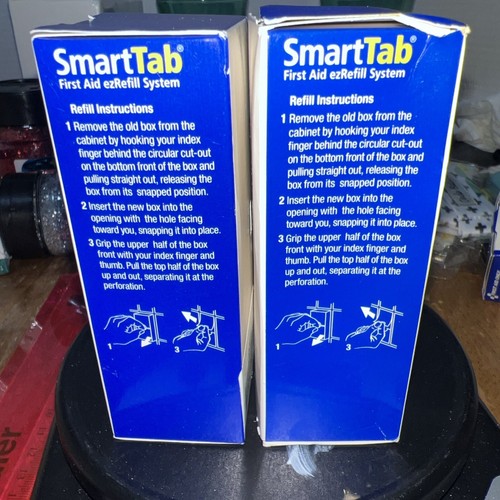 SmartTab®
First Aid ezRefill System
Refill Instructions
1 Remove the old box from the
cabinet by hooking your index
finger behind the circular cut-out
on the bottom front of the box and
pulling straight out, releasing the
box from its snapped position.
2 Insert the new box into the
opening with the hole facing
toward you, snapping it into place.
3 Grip the upper half of the box
front with your index finger and
thumb. Pull the top half of the box
up and out, separating it at the
perforation.
1
3
SmartTab®
First Aid ezRefill System
Refill Instructions
1 Remove the old box from the
cabinet by hooking your index
finger behind the circular cut-out
on the bottom front of the box and
pulling straight out, releasing the
box from its snapped position.
2 Insert the new box into the
opening with the hole facing
toward you, snapping it into place.
3 Grip the upper half of the box
front with your index finger and
thumb. Pull the top half of the box
up and out, separating it at the
perforation.
1
3